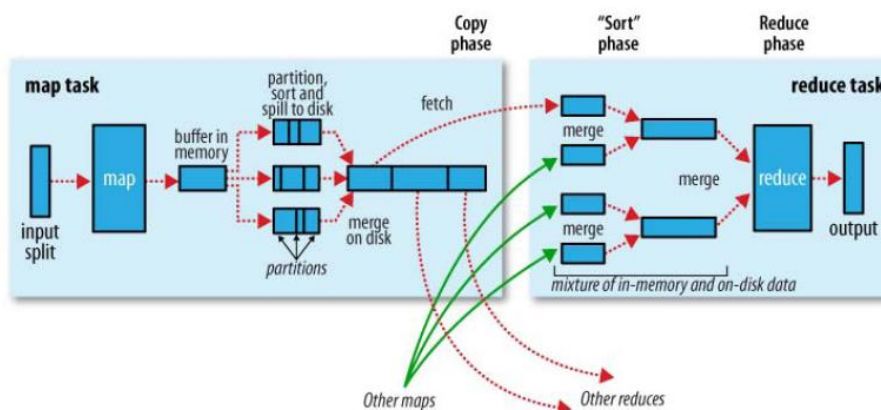 Copy
phase
“Sort”
phase
Reduce
phase
map task
partition,
sort and
spill to disk
fetch
reduce task
buffer in
memory
map
merge
merge
reduce
input
split
merge
on disk
merge
output
partitions
mixture of in-memory and on-disk data
Other maps
Other reduces